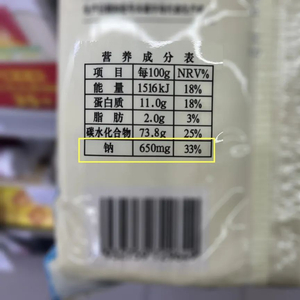 营养成分表
项目 每100g NRV%
能量 1516kJ 18%
蛋白质 11.0g 18%
脂肪 2.0g 3%
碳水化合物 73.8g 25%
钠 650mg 33%